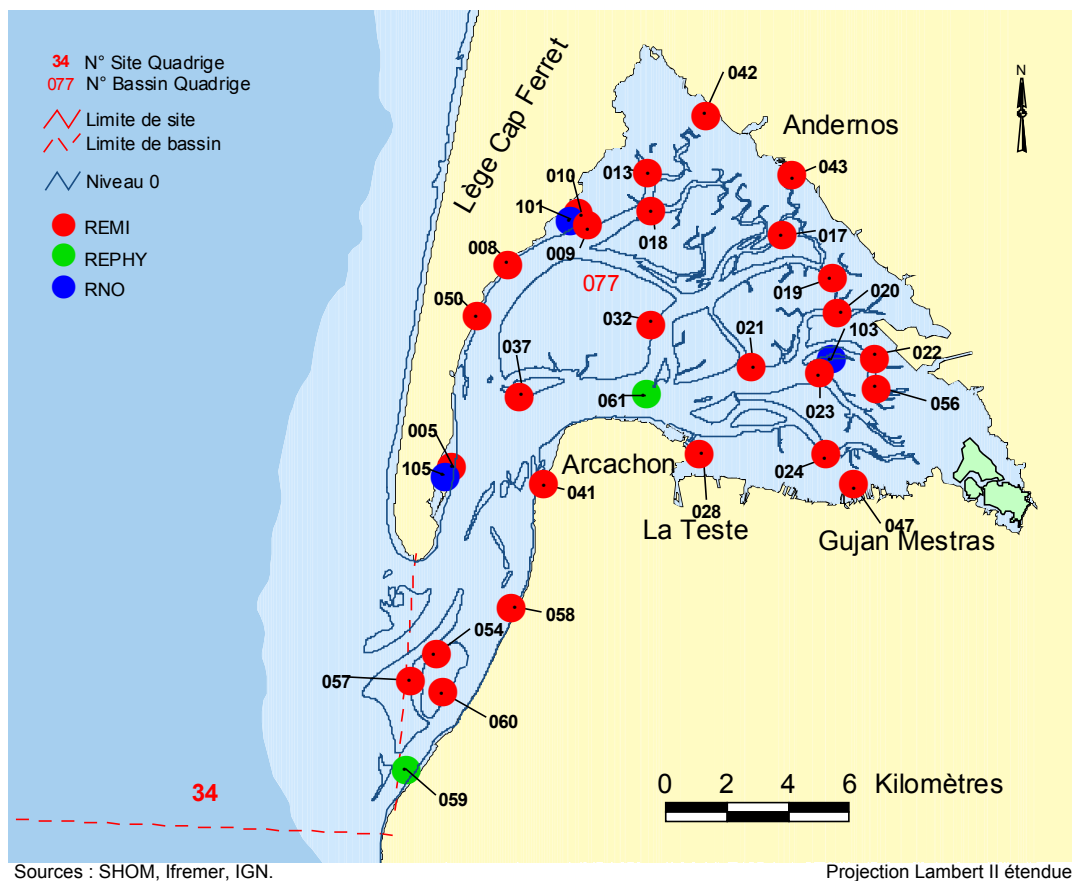 34 N° Site Quadrige
077 N° Bassin Quadrige
Limite de site
Limite de bassin
Niveau 0
REMI
REPHY
RNO
Lège Cap Ferret
N
042
Andernos
013
043
010
101
009
018
017
008
077
019
020
050
032
103
021
022
037
061
023
056
005
105
Arcachon
041
024
028
047
La Teste
Gujan Mestras
058
054
057
060
059
34
0 2 4 6 Kilomètres
Sources : SHOM, Ifremer, IGN.
Projection Lambert II étendue